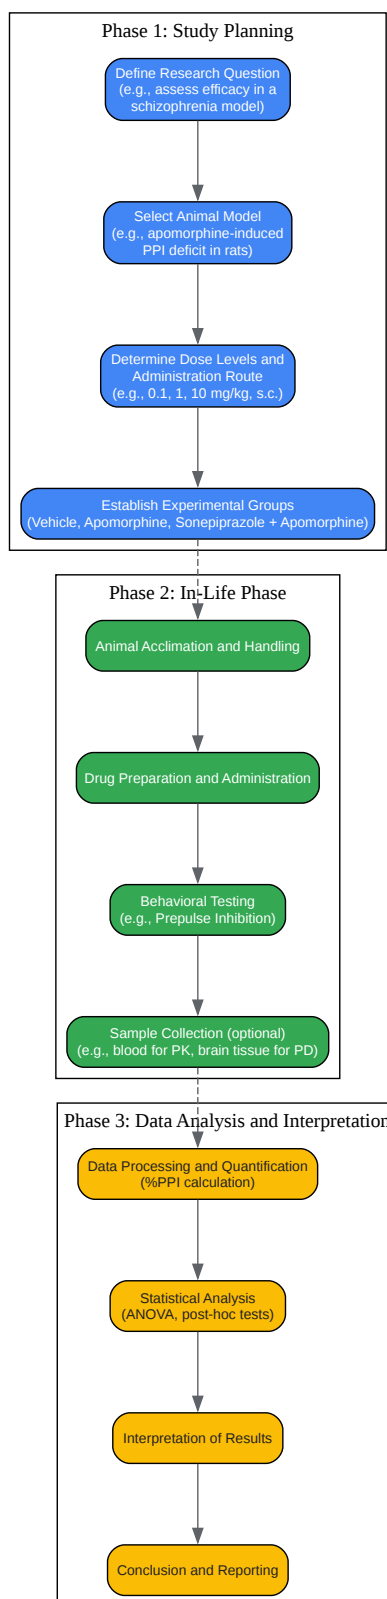 Phase 1: Study Planning
Define Research Question
(e.g., assess efficacy in a
schizophrenia model)
Select Animal Model
(e.g., apomorphine-induced
PPI deficit in rats)
Determine Dose Levels and
Administration Route
(e.g., 0.1, 1, 10 mg/kg, s.c.)
Establish Experimental Groups
(Vehicle, Apomorphine, Sonepiprazole + Apomorphine)
Phase 2: In-Life Phase
Animal Acclimation and Handling
Drug Preparation and Administration
Behavioral Testing
(e.g., Prepulse Inhibition)
Sample Collection (optional)
(e.g., blood for PK, brain tissue for PD)
Phase 3: Data Analysis and Interpretation
Data Processing and Quantification
(%PPI calculation)
Statistical Analysis
(ANOVA, post-hoc tests)
Interpretation of Results
Conclusion and Reporting